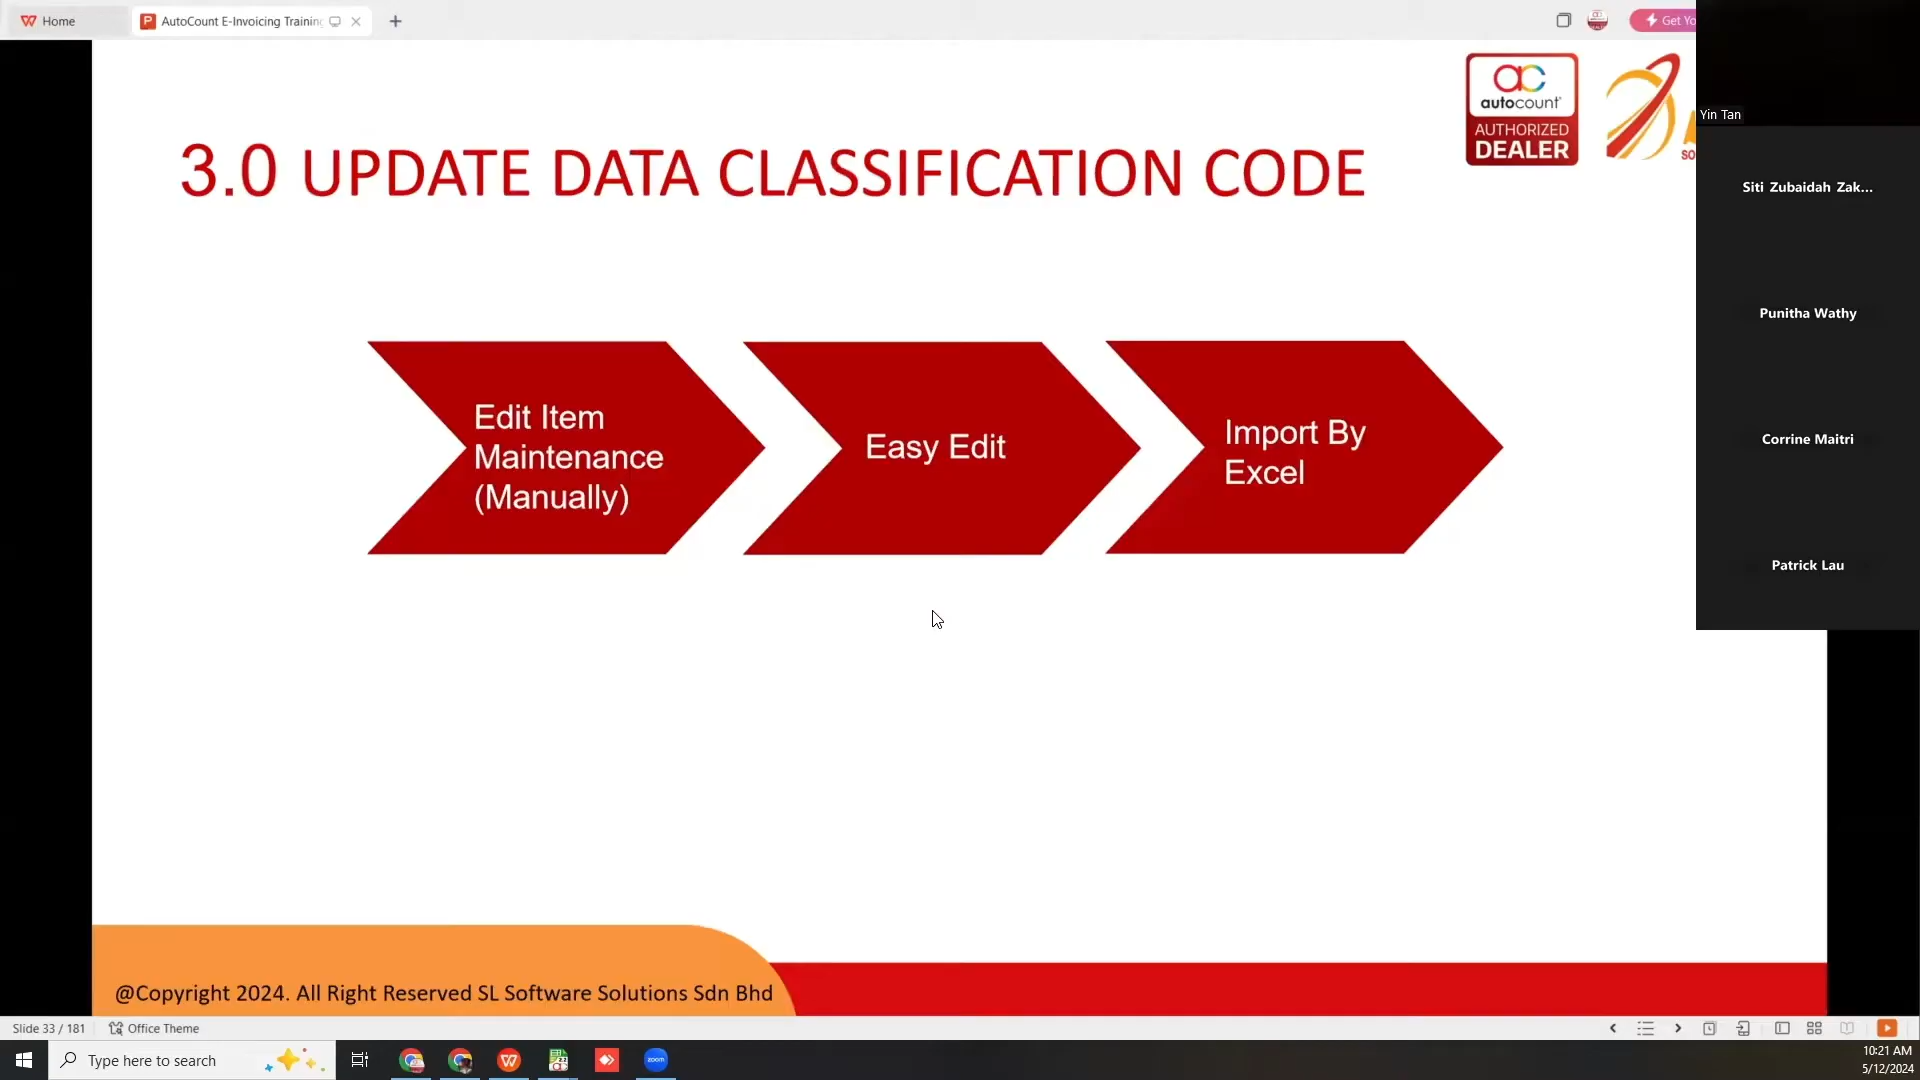 Home
AutoCount E-Invoicing Training
Get Yo
autocount
AUTHORIZED
DEALER
Yin Tan
3.0 UPDATE DATA CLASSIFICATION CODE
Siti Zubaidah Zak...
Punitha Wathy
Corrine Maitri
Patrick Lau
Edit Item
Maintenance
(Manually)
Easy Edit
Import By
Excel
@Copyright 2024. All Right Reserved SL Software Solutions Sdn Bhd
Slide 33 / 181
Office Theme
Type here to search
zoom
10:21 AM
5/12/2024